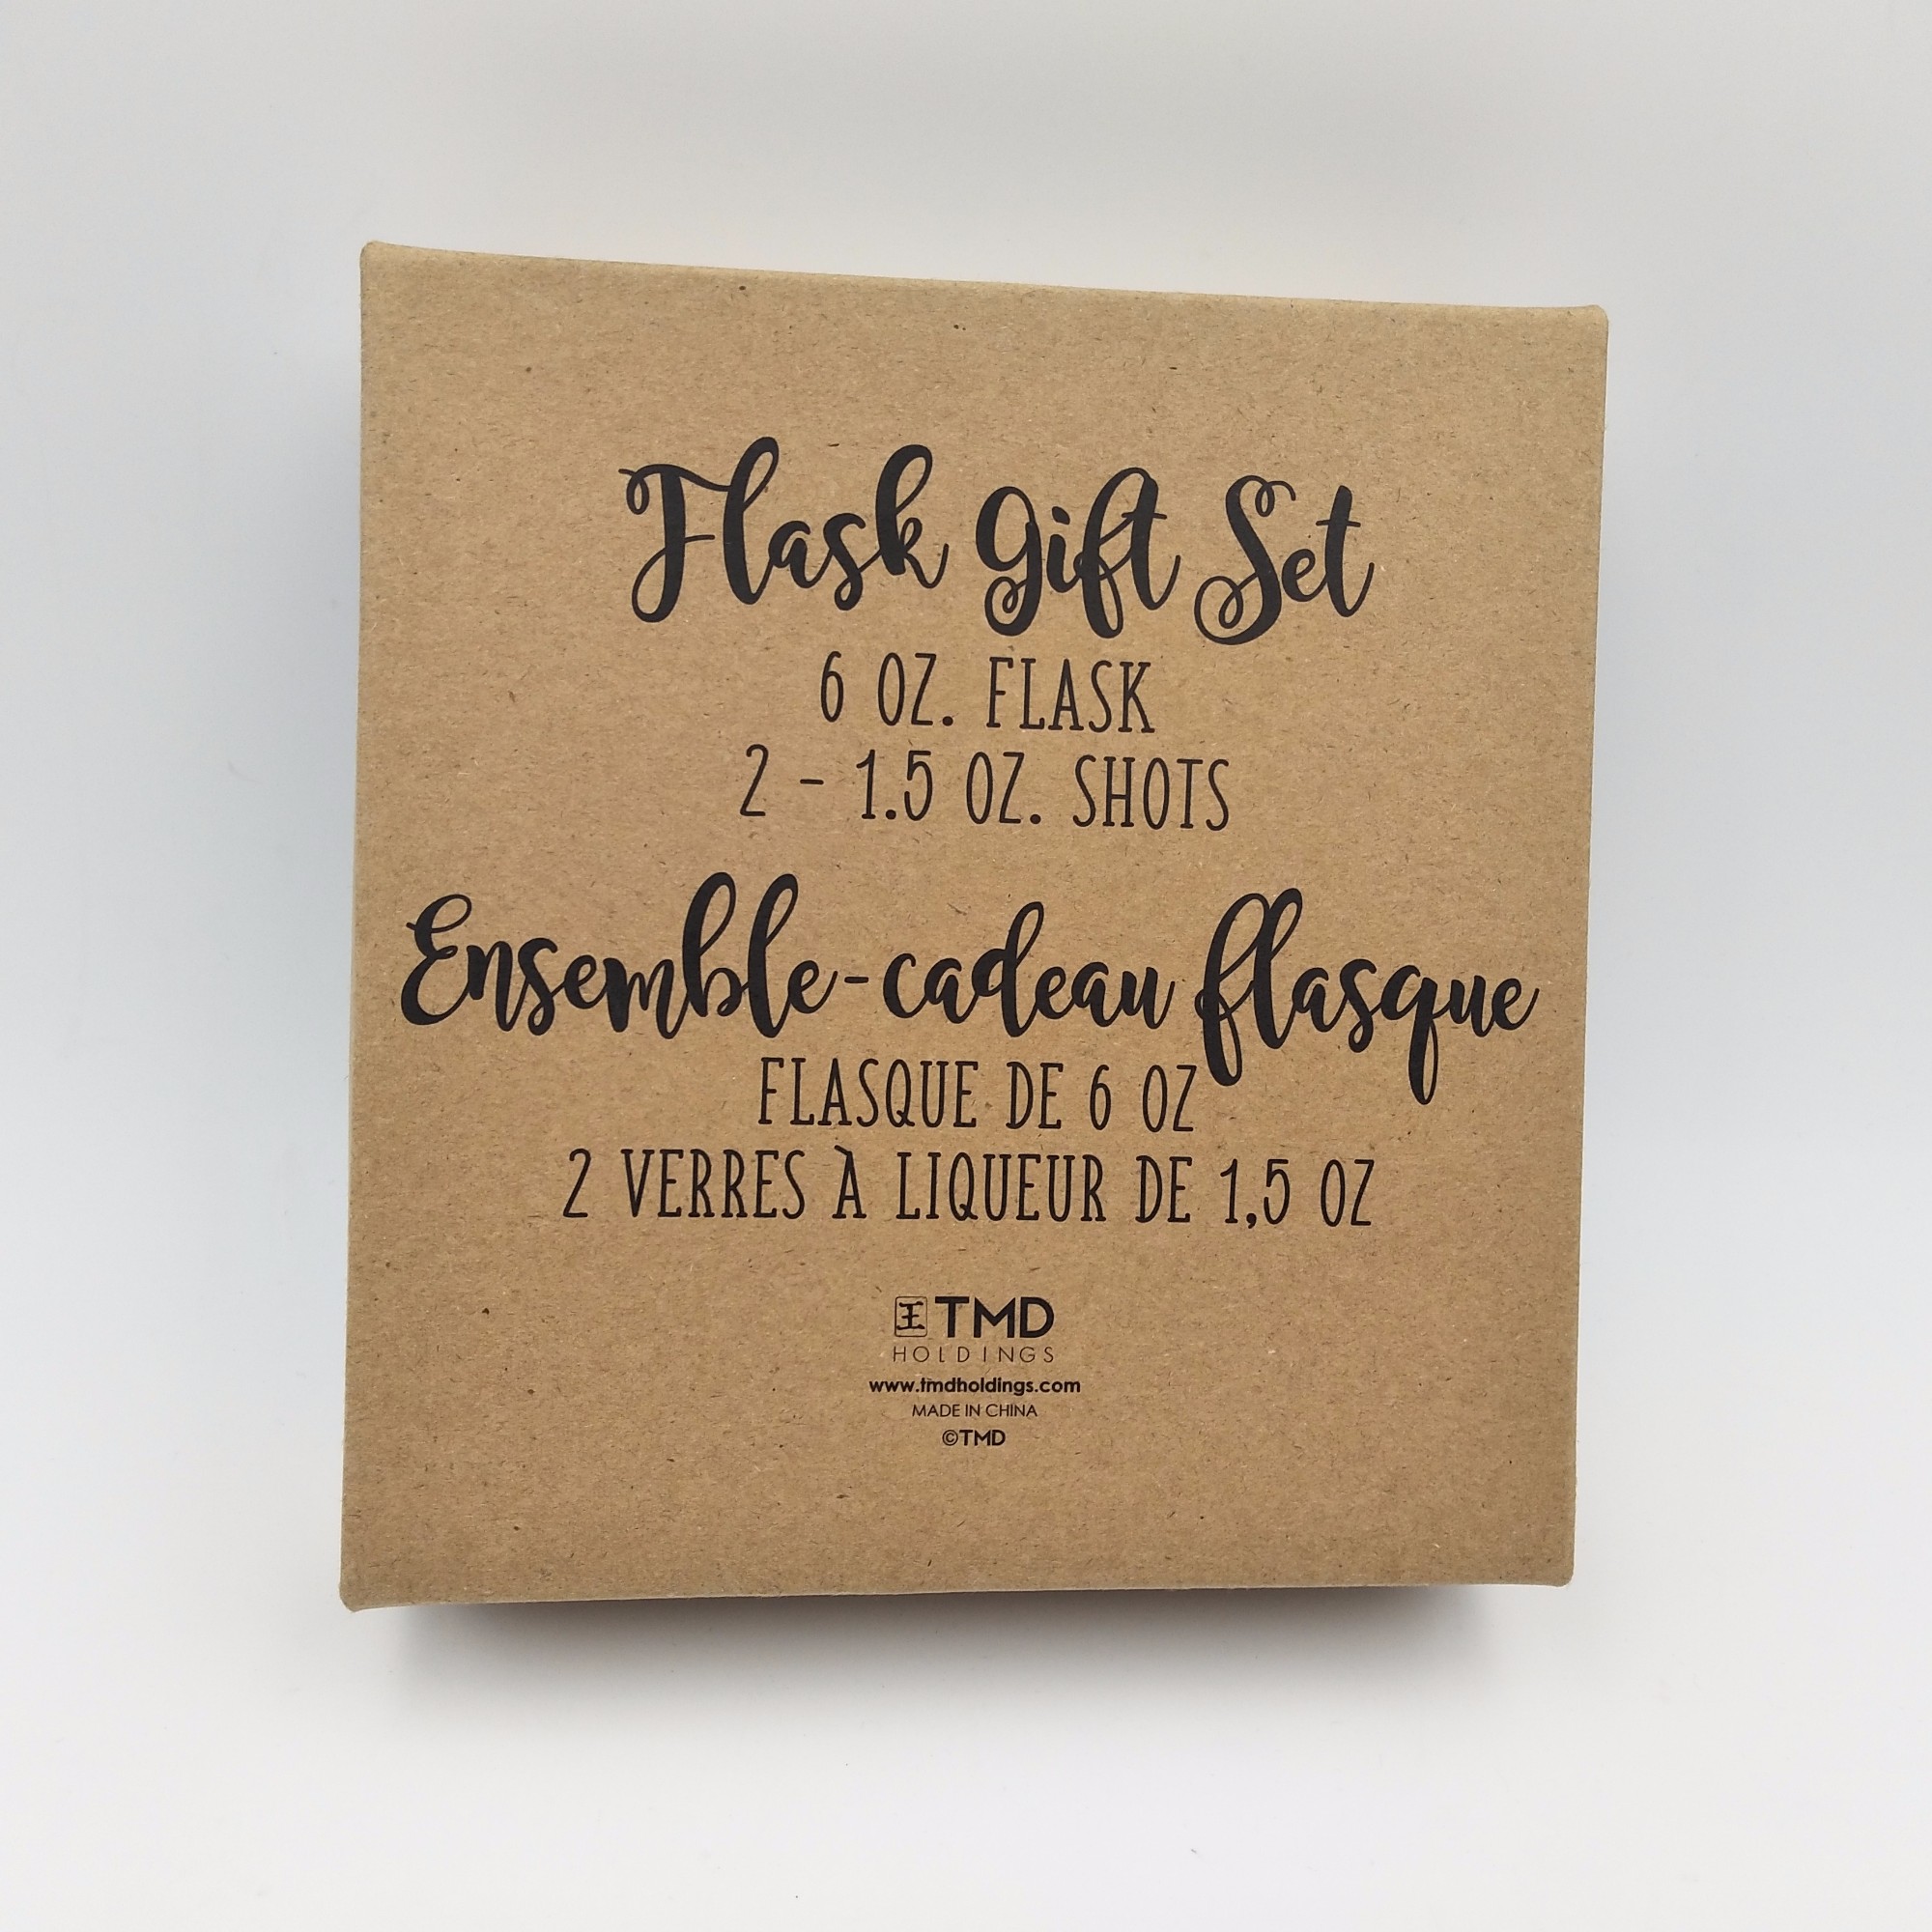 Flask Gift Set
6 OZ. FLASK
2 - 1.5 OZ. SHOTS
Ensemble-cadeau flasque
FLASQUE DE 6 OZ
2 VERRES À LIQUEUR DE 1,5 OZ
王 TMD
HOLDINGS
www.tmdholdings.com
MADE IN CHINA
©TMD